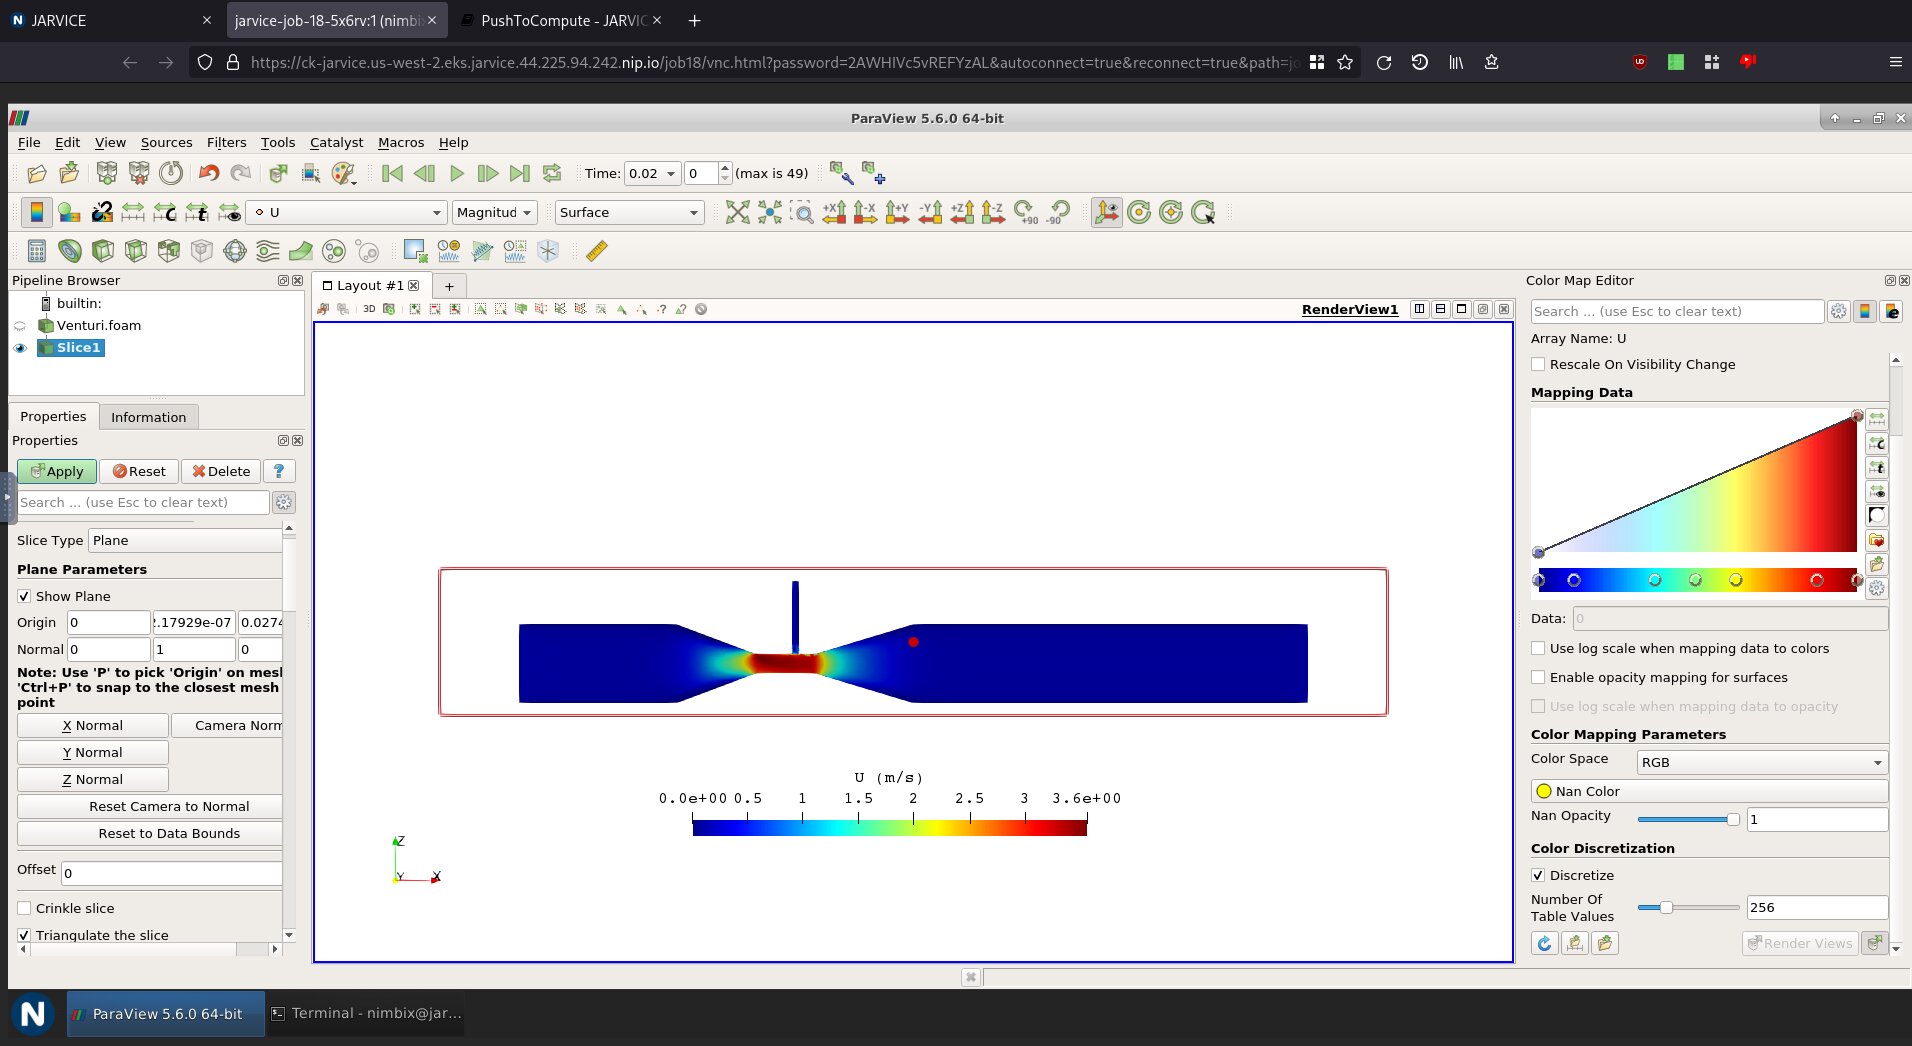 JARVICE
jarvice-job-18-5x6rv:1 (nimbi
PushToCompute - JARVIC
https://ck-jarvice.us-west-2.eks.jarvice.44.225.94.242.nip.io/job18/vnc.html?password=2AWHIVc5vREFYzAL&autoconnect=true&reconnect=true&path=jo
ParaView 5.6.0 64-bit
File Edit View Sources Filters Tools Catalyst Macros Help
Time: 0.02 0 (max is 49)
U Magnitud Surface
+X -X +Y -Y +Z -Z +90 -90
Pipeline Browser
builtin:
Venturi.foam
Slice1
Properties Information
Properties
Apply Reset Delete ?
Search ... (use Esc to clear text)
Slice Type Plane
Plane Parameters
Show Plane
Origin 0 2.17929e-07 0.0274
Normal 0 1 0
Note: Use 'P' to pick 'Origin' on mesh
'Ctrl+P' to snap to the closest mesh
point
X Normal Camera Norm
Y Normal
Z Normal
Reset Camera to Normal
Reset to Data Bounds
Offset 0
Crinkle slice
Triangulate the slice
Layout #1 +
3D
RenderView1
U (m/s)
0.0e+00 0.5 1 1.5 2 2.5 3 3.6e+00
Z
Y X
Color Map Editor
Search ... (use Esc to clear text)
Array Name: U
Rescale On Visibility Change
Mapping Data
Data: 0
Use log scale when mapping data to colors
Enable opacity mapping for surfaces
Use log scale when mapping data to opacity
Color Mapping Parameters
Color Space RGB
Nan Color
Nan Opacity 1
Color Discretization
Discretize
Number Of
Table Values 256
Render Views
N ParaView 5.6.0 64-bit Terminal - nimbix@jar...